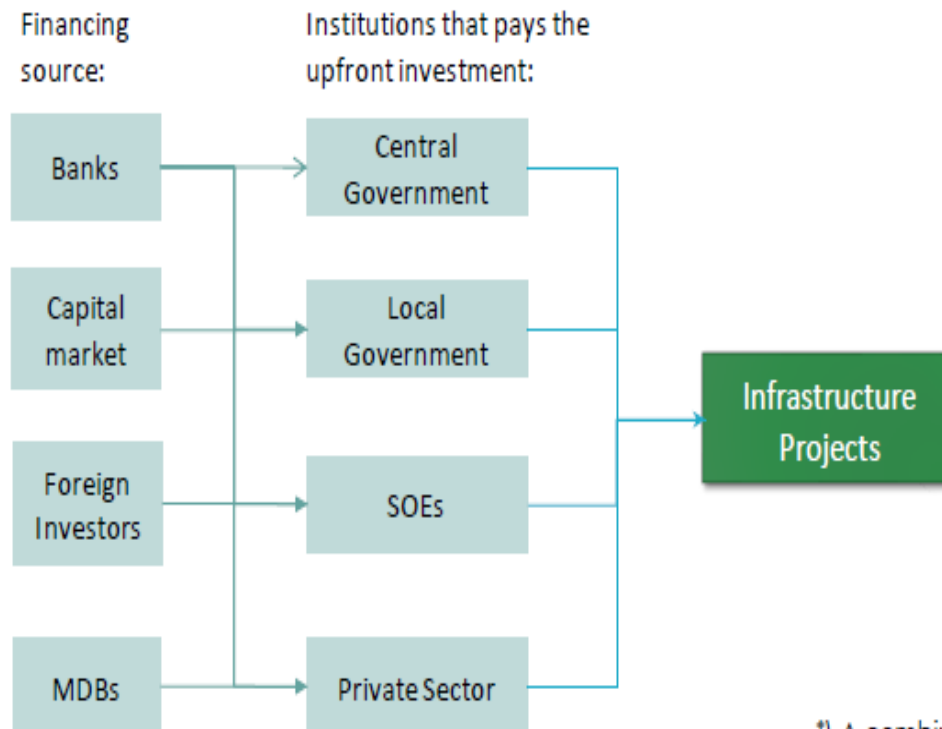 Financing
source:
Institutions that pays the
upfront investment:
Banks
Central
Government
Capital
market
Local
Government
Foreign
Investors
SOEs
MDBs
Private Sector
Infrastructure
Projects